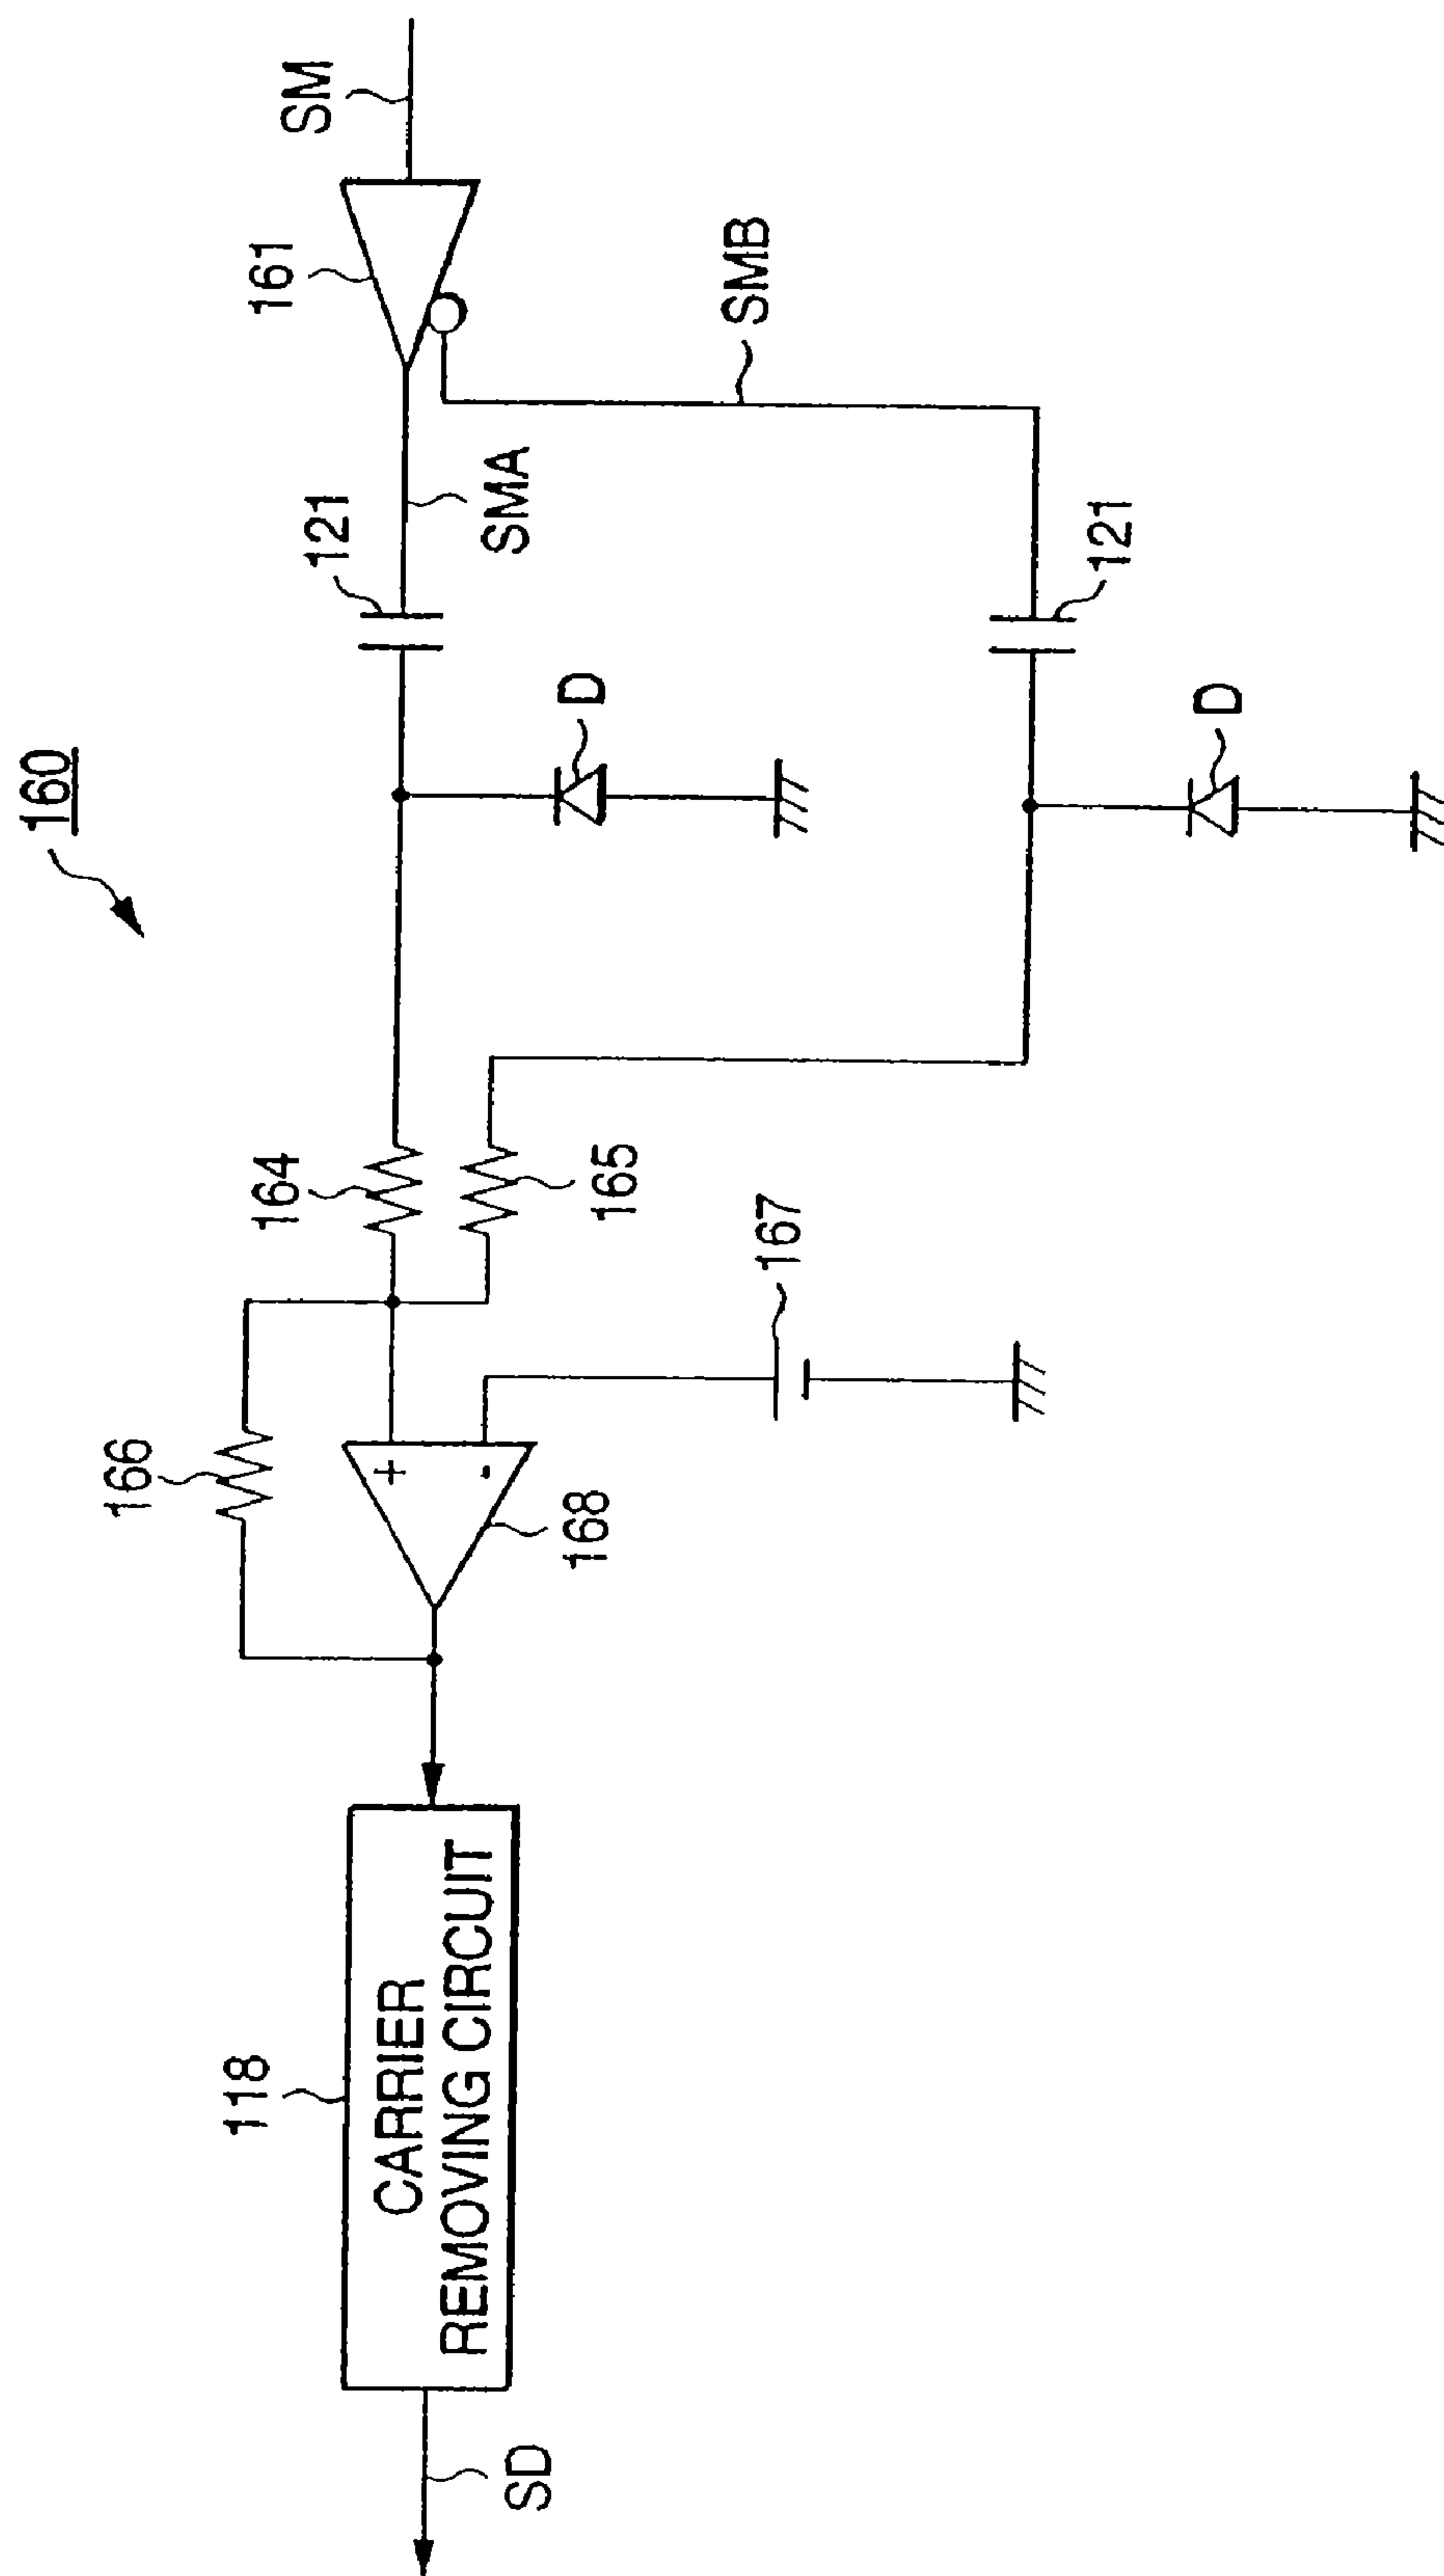 160
SM
161
SMB
SMA
121
121
D
D
164
165
167
166
+
-
168
118
CARRIER
REMOVING CIRCUIT
SD